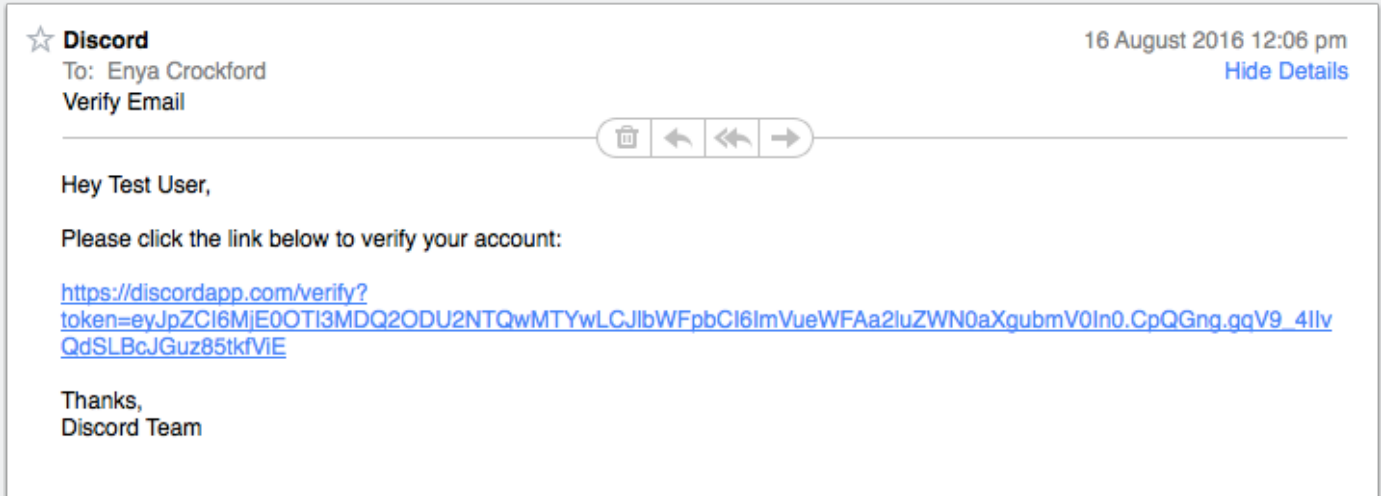 Discord
16 August 2016 12:06 pm
To: Enya Crockford
Hide Details
Verify Email
Hey Test User,
Please click the link below to verify your account:
https://discordapp.com/verify?
token=eyJpZCI6MjE0OTI3MDQ2ODU2NTQwMTYwLCJlbWFpbCI6ImVueWFAa2luZWN0aXgubmV0In0.CpQGng.gqV9_4IIv
QdSLBcJGuz85tkfViE
Thanks,
Discord Team